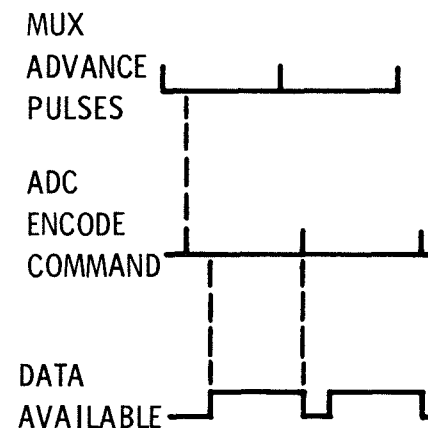 MUX
ADVANCE
PULSES
ADC
ENCODE
COMMAND
DATA
AVAILABLE